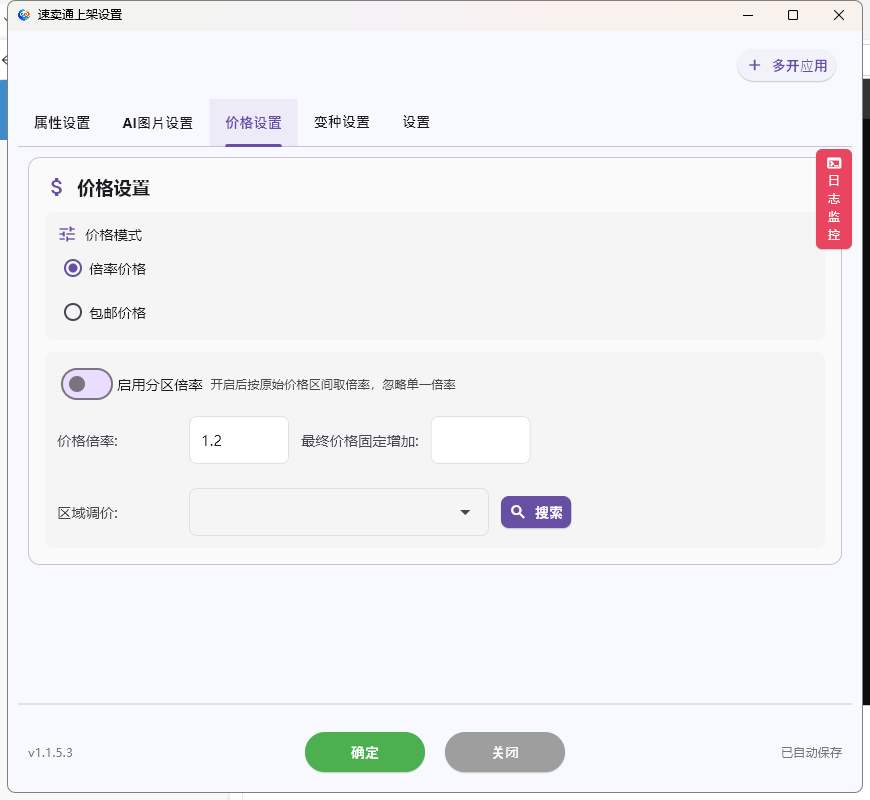 速卖通上架设置
多开应用
属性设置 AI图片设置 价格设置 变种设置 设置
日志监控
价格设置
价格模式
倍率价格
包邮价格
启用分区倍率 开启后按原始价格区间取倍率，忽略单一倍率
价格倍率: 1.2 最终价格固定增加:
区域调价: 搜索
v1.1.5.3 确定 关闭 已自动保存